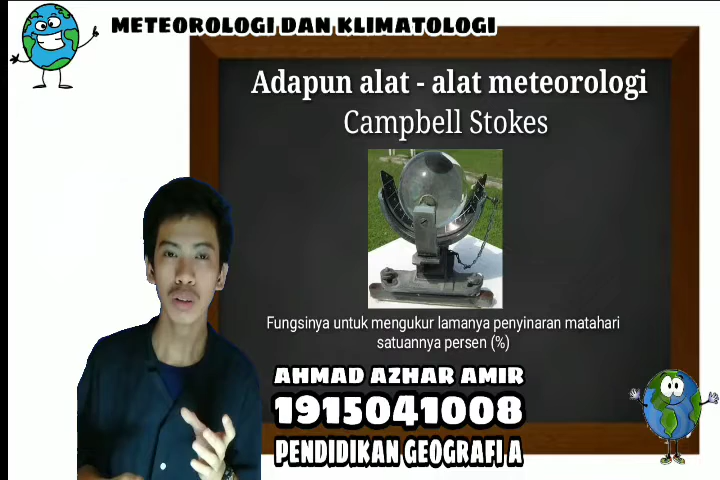 METEOROLOGI DAN KLIMATOLOGI
Adapun alat - alat meteorologi
Campbell Stokes
Fungsinya untuk mengukur lamanya penyinaran matahari
satuannya persen (%)
AHMAD AZHAR AMIR
1915041008
PENDIDIKAN GEOGRAFI A